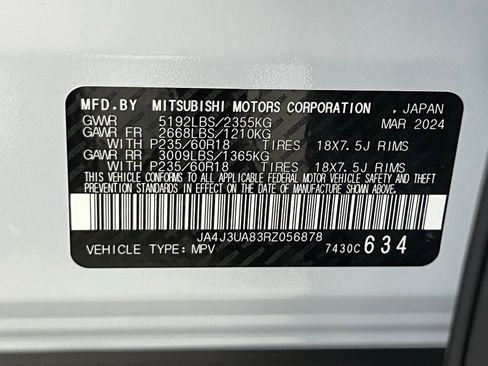 MFD.BY MITSUBISHI MOTORS CORPORATION , JAPAN
GVWR 5192LBS/2355KG MAR 2024
GAWR FR 2668LBS/1210KG
WITH P235/60R18 TIRES 18X7.5J RIMS
GAWR RR 3009LBS/1365KG
WITH P235/60R18 TIRES 18X7.5J RIMS
THIS VEHICLE CONFORMS TO ALL APPLICABLE FEDERAL MOTOR VEHICLE
SAFETY AND THEFT PREVENTION STANDARDS IN EFFECT ON THE DATE
OF MANUFACTURE SHOWN ABOVE.
JA4J3UA83RZ056878
VEHICLE TYPE: MPV 7430C 634